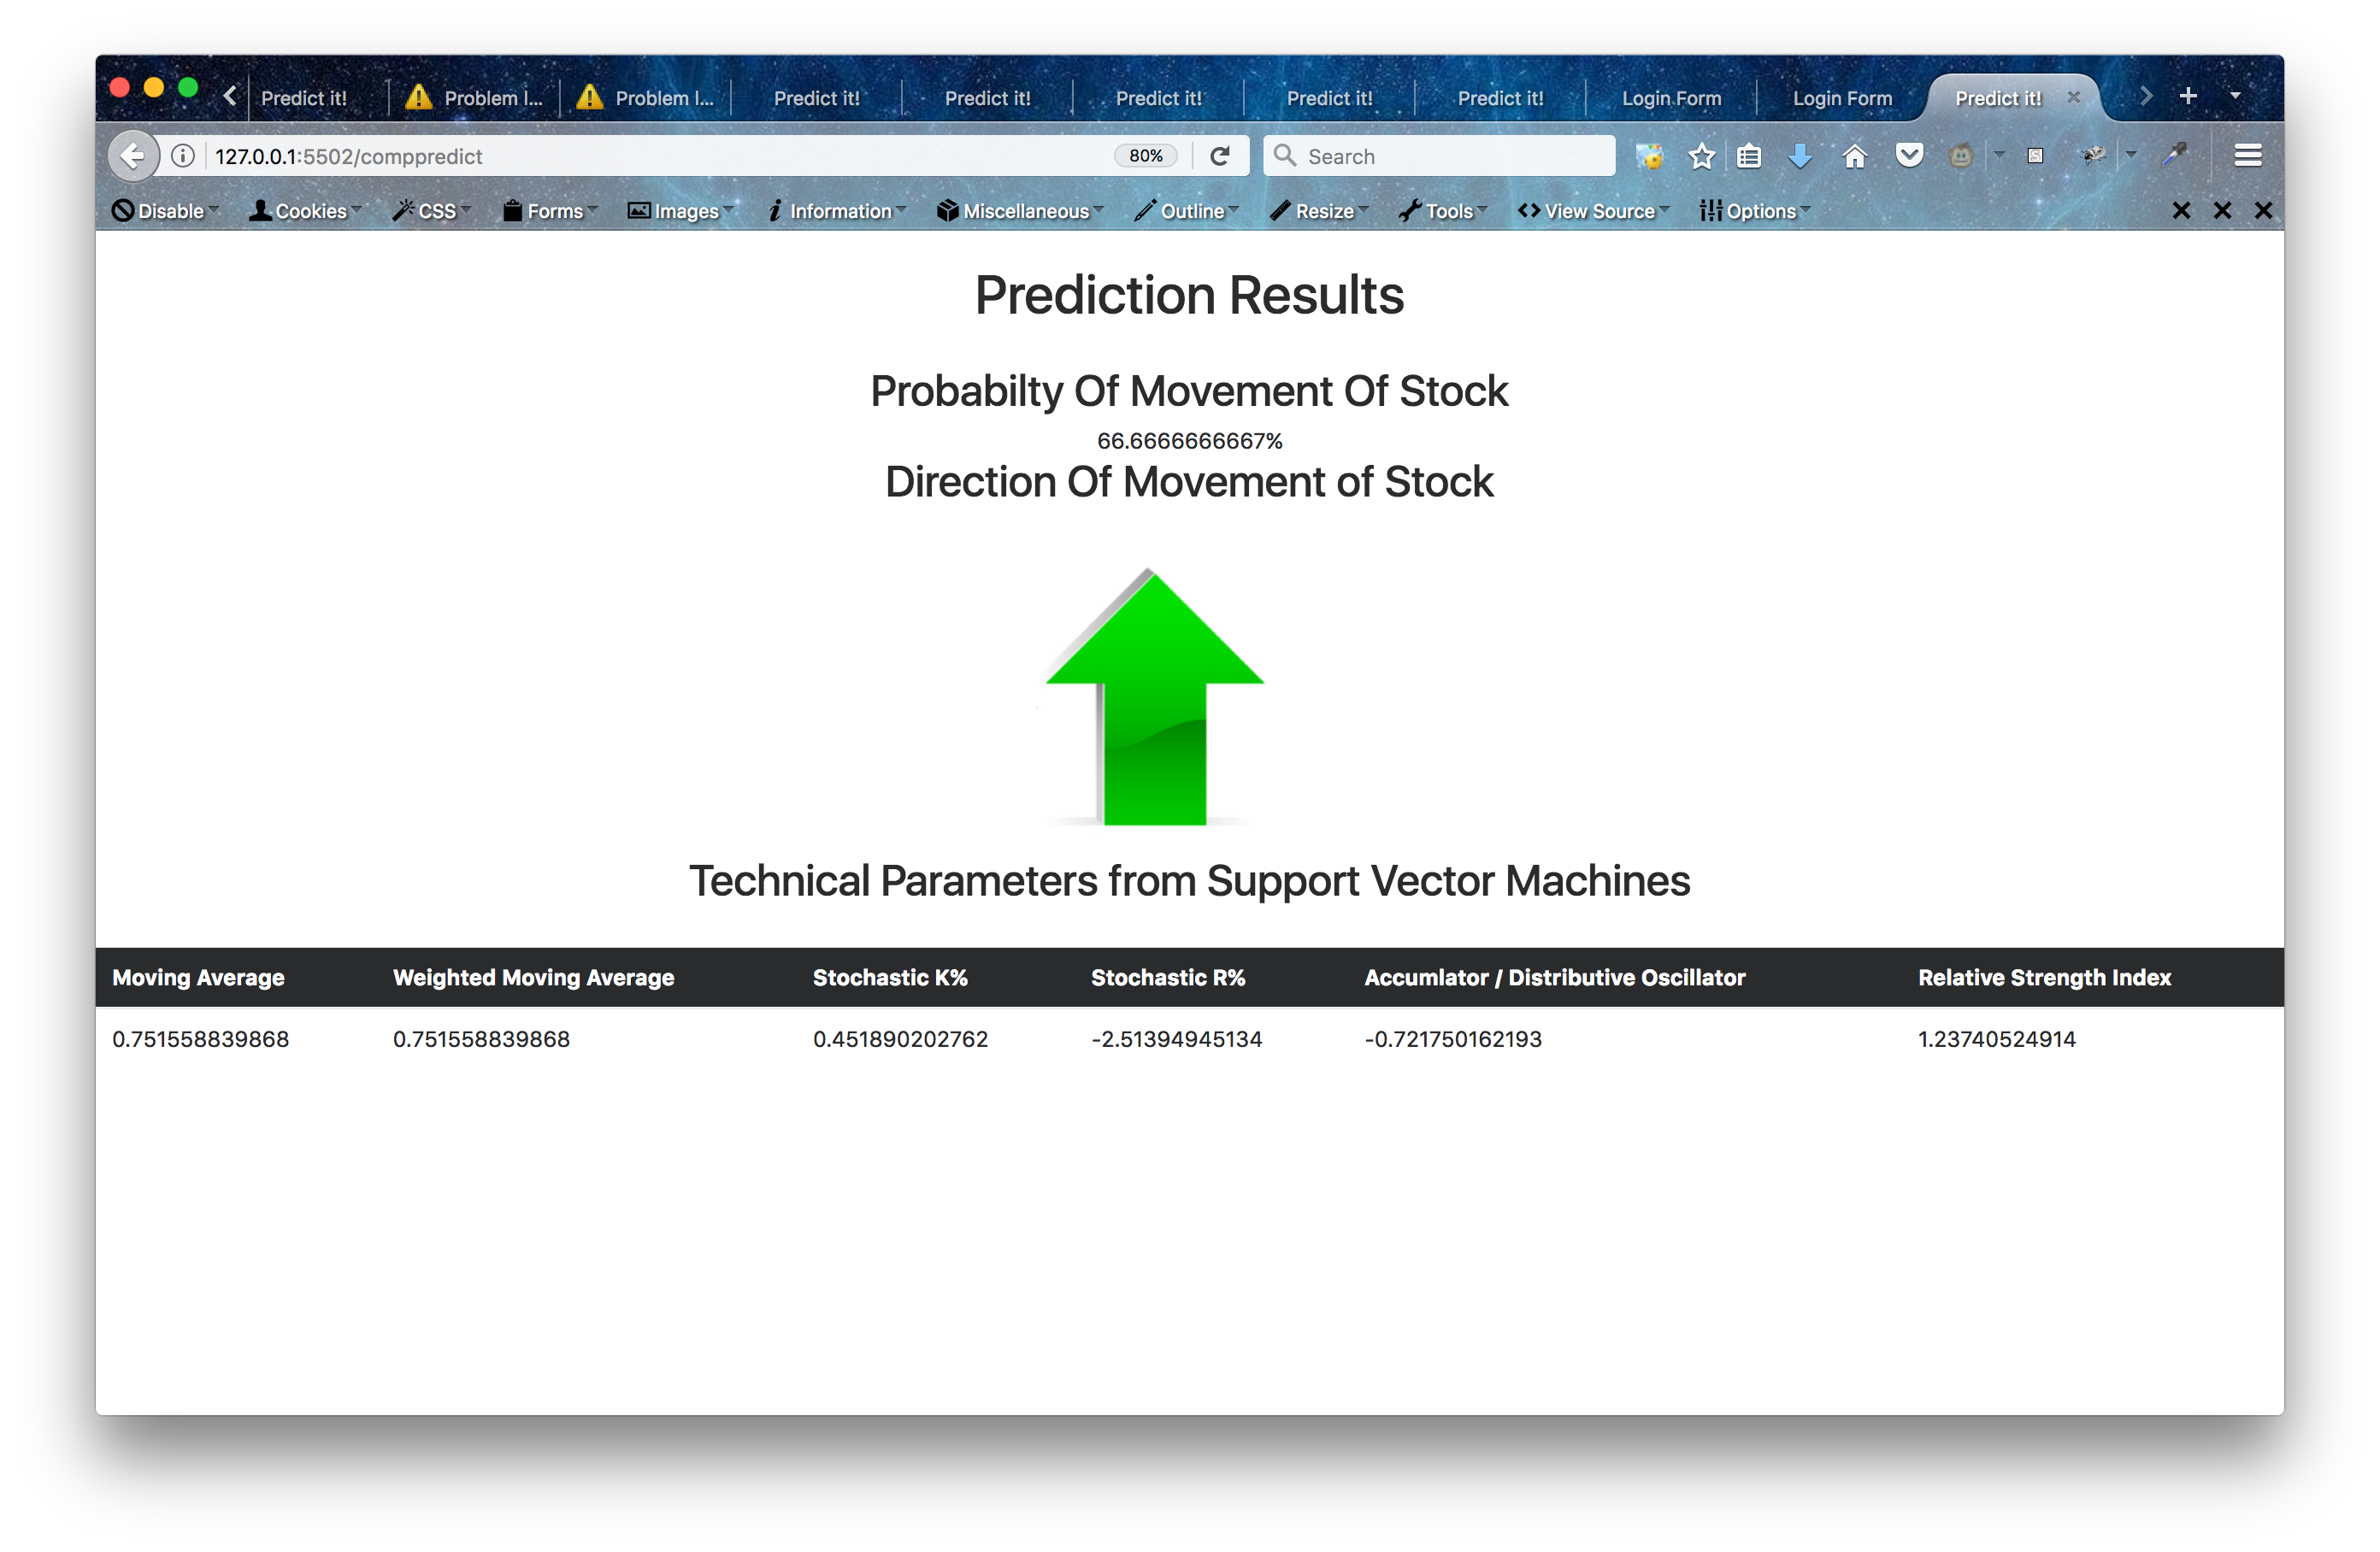 Predict it! Problem l... Problem l... Predict it! Predict it! Predict it! Predict it! Predict it! Login Form Login Form Predict it!
127.0.0.1:5502/comppredict 80% Search
Disable Cookies CSS Forms Images Information Miscellaneous Outline Resize Tools View Source Options
Prediction Results
Probabilty Of Movement Of Stock
66.6666666667%
Direction Of Movement of Stock
Technical Parameters from Support Vector Machines
Moving Average Weighted Moving Average Stochastic K% Stochastic R% Accumlator / Distributive Oscillator Relative Strength Index
0.751558839868 0.751558839868 0.451890202762 -2.51394945134 -0.721750162193 1.23740524914